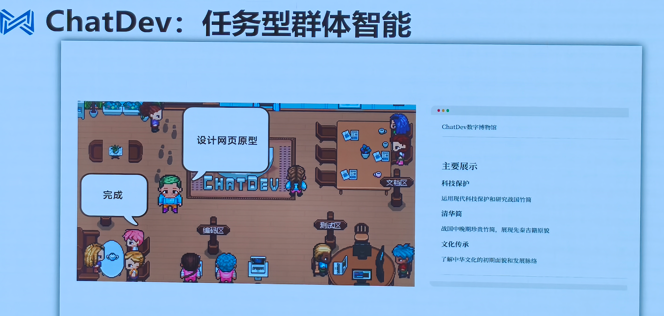 ChatDev：任务型群体智能
设计网页原型
完成
CHATDEV
文档区
编码区
测试区
ChatDev数字博物馆
主要展示
科技保护
运用现代科技保护和研究战国竹简
清华简
战国中晚期珍贵竹简，展现先秦古籍原貌
文化传承
了解中华文化的初期面貌和发展脉络